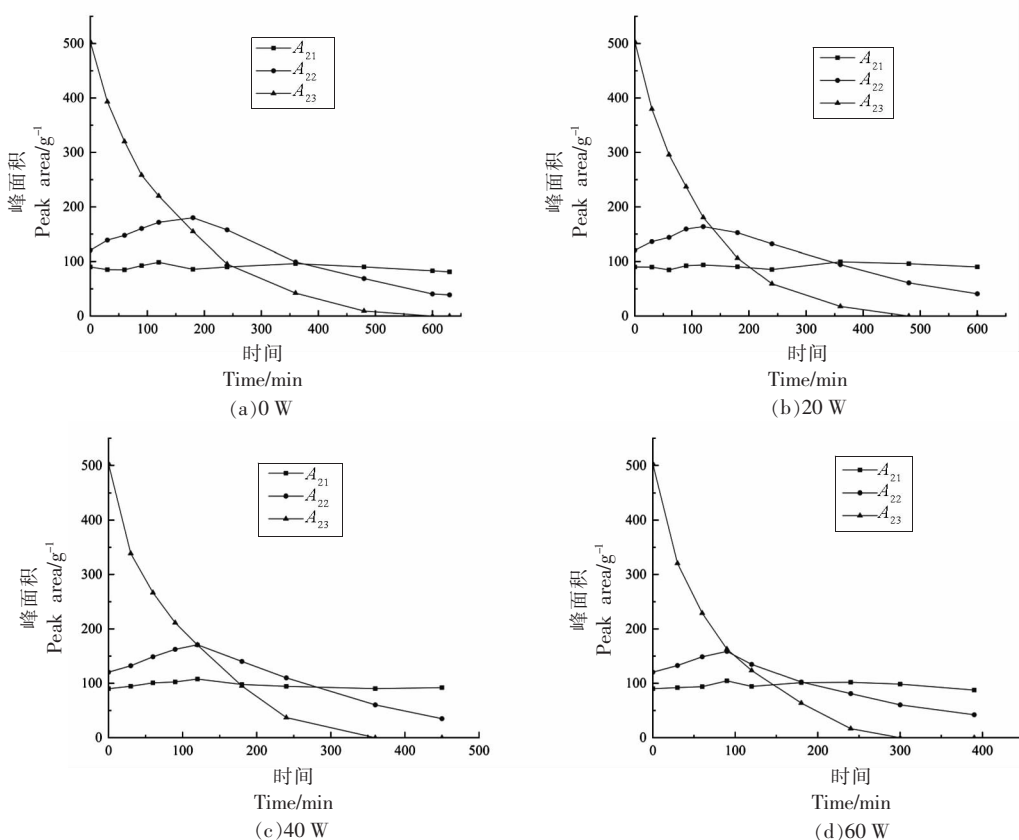 500
400
300
200
100
0
峰面积
Peak area/g⁻¹
A₂₁
A₂₂
A₂₃
0 100 200 300 400 500 600
时间
Time/min
(a)0 W
500
400
300
200
100
0
峰面积
Peak area/g⁻¹
A₂₁
A₂₂
A₂₃
0 100 200 300 400 500 600
时间
Time/min
(b)20 W
500
400
300
200
100
0
峰面积
Peak area/g⁻¹
A₂₁
A₂₂
A₂₃
0 100 200 300 400 500
时间
Time/min
(c)40 W
500
400
300
200
100
0
峰面积
Peak area/g⁻¹
A₂₁
A₂₂
A₂₃
0 100 200 300 400
时间
Time/min
(d)60 W